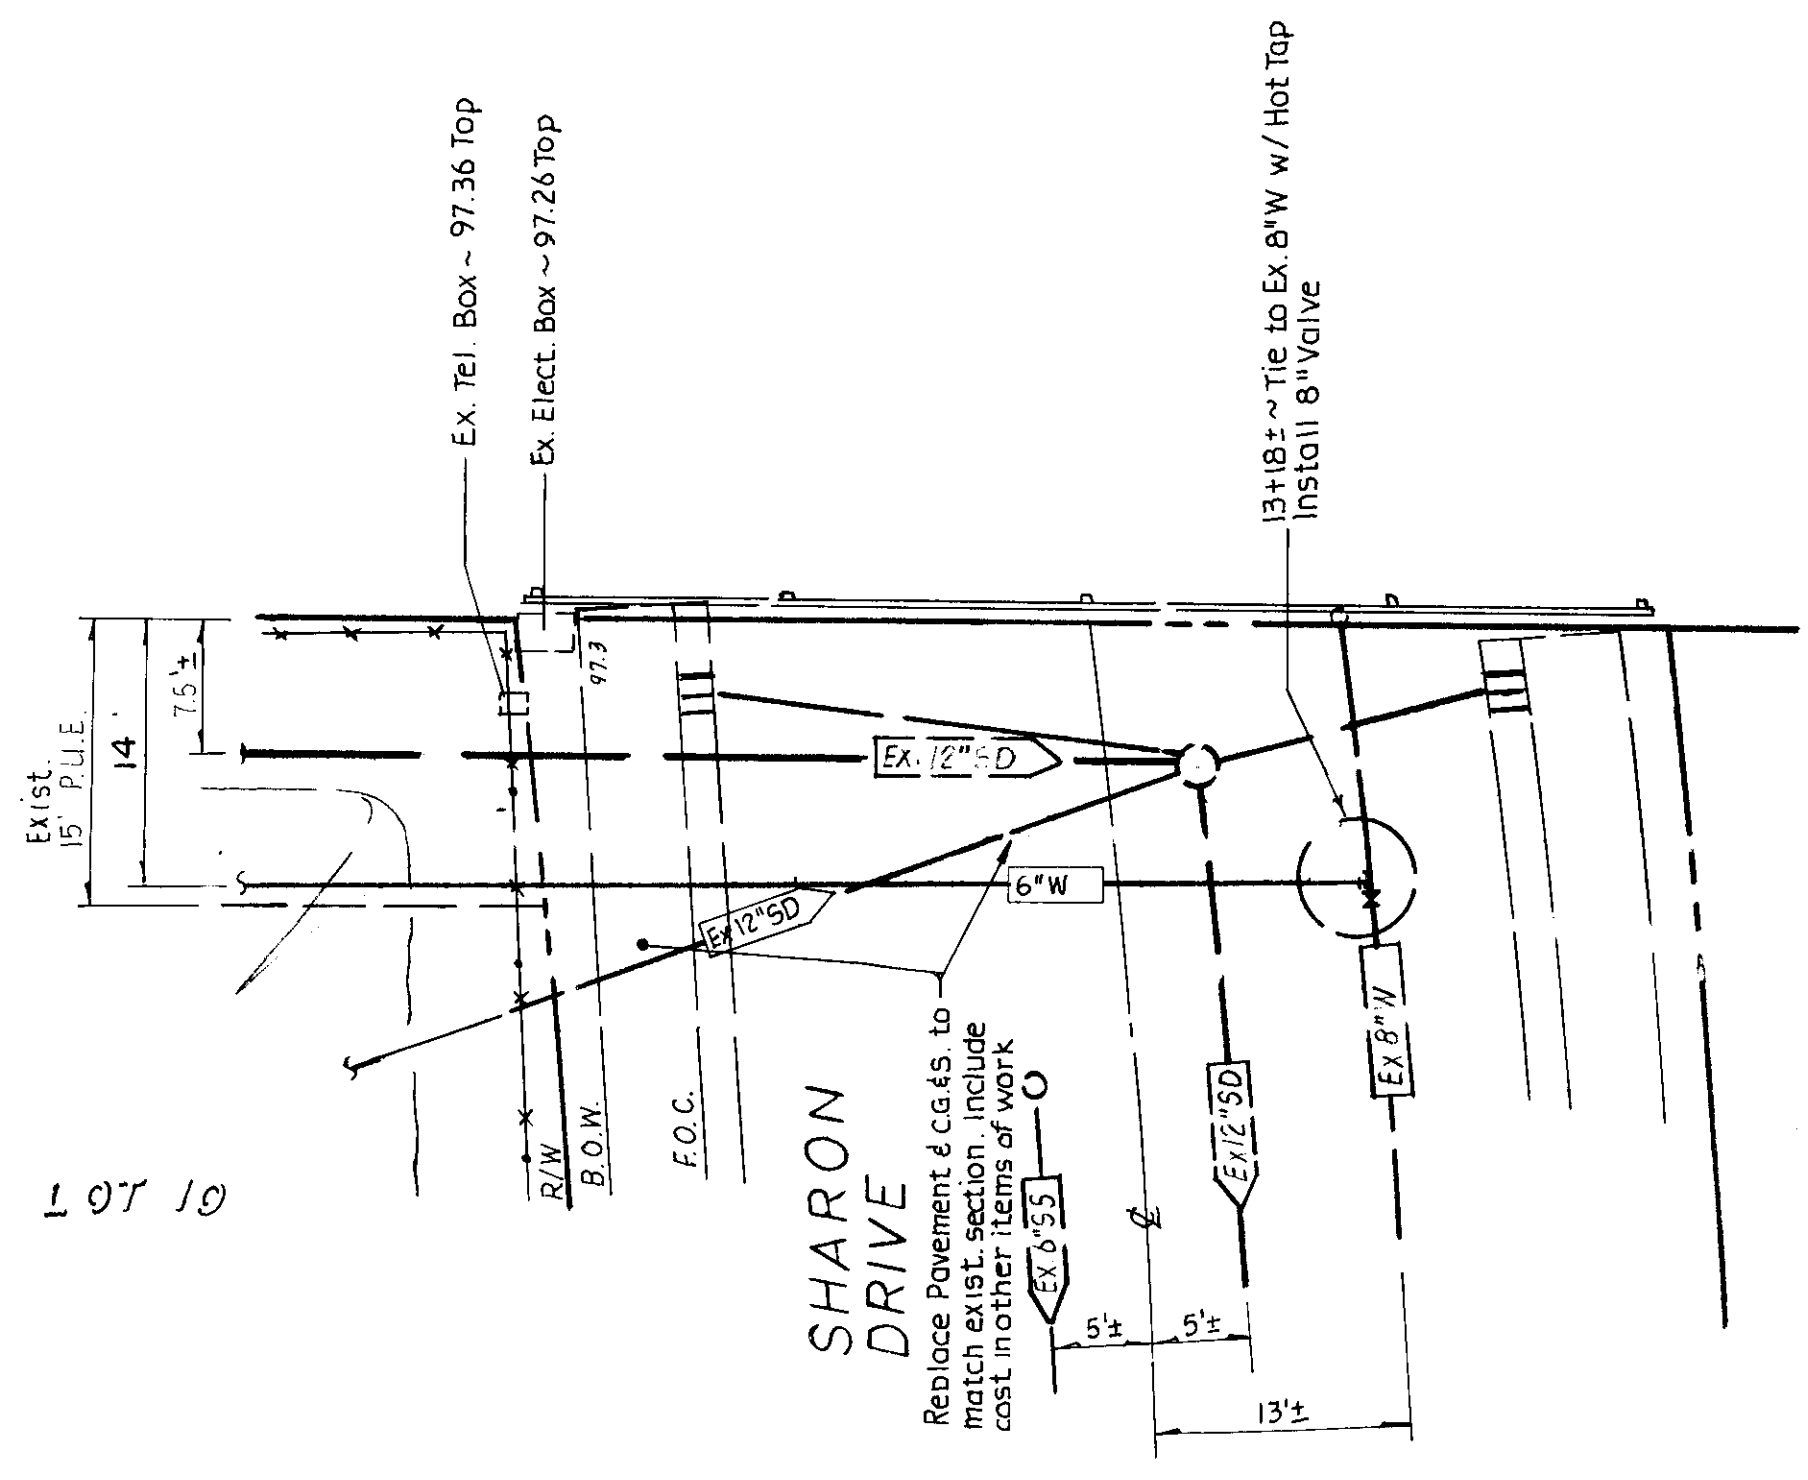 Exist.
15' P.U.E.
14'
7.5'±
Ex. Tel. Box ~ 97.36 Top
Ex. Elect. Box ~ 97.26 Top
97.3
13+18± ~ Tie to Ex. 8"W w/ Hot Tap
Install 8" Valve
Ex. 12" SD
6"W
Ex 12" SD
R/W
B.O.W.
F.O.C.
SHARON
DRIVE
Replace Pavement & C.G.&S. to
match exist. section. Include
cost in other items of work
Ex. 6" SS
Ex 12" SD
Ex 8" W
5'±
5'±
13'±